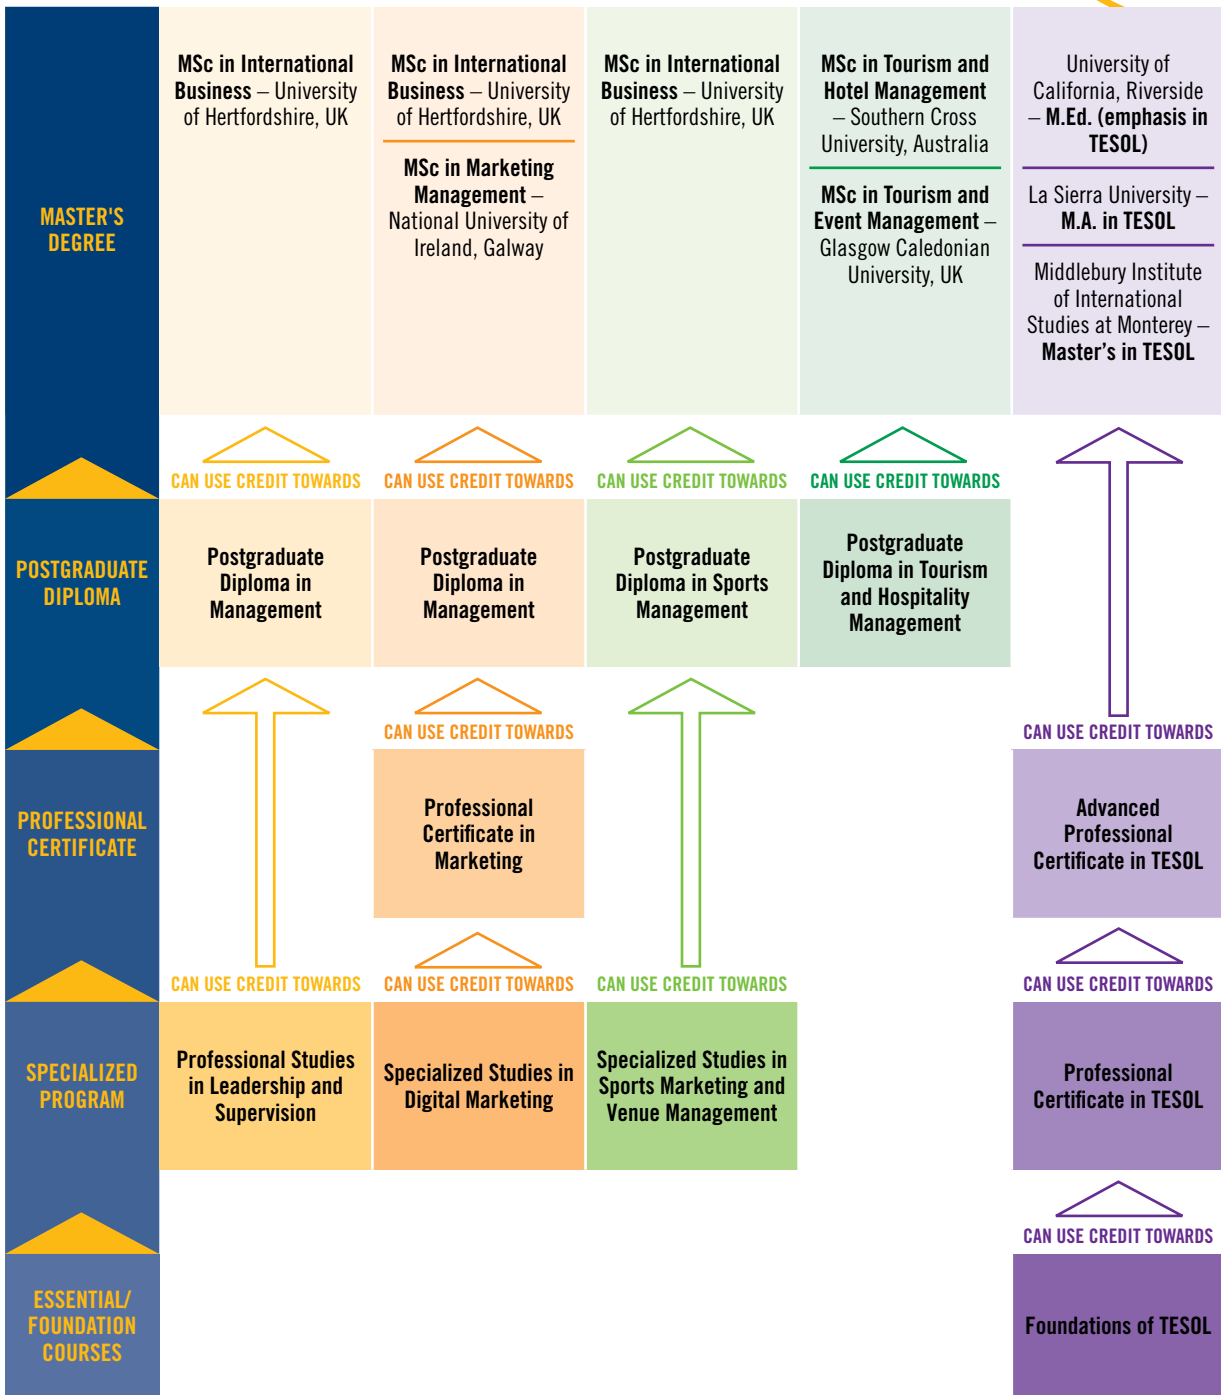 MASTER'S
DEGREE
MSc in International
Business – University
of Hertfordshire, UK
MSc in International
Business – University
of Hertfordshire, UK
MSc in Marketing
Management –
National University of
Ireland, Galway
MSc in International
Business – University
of Hertfordshire, UK
MSc in Tourism and
Hotel Management
– Southern Cross
University, Australia
MSc in Tourism and
Event Management –
Glasgow Caledonian
University, UK
University of
California, Riverside
– M.Ed. (emphasis in
TESOL)
La Sierra University –
M.A. in TESOL
Middlebury Institute
of International
Studies at Monterey –
Master’s in TESOL
CAN USE CREDIT TOWARDS
CAN USE CREDIT TOWARDS
CAN USE CREDIT TOWARDS
CAN USE CREDIT TOWARDS
POSTGRADUATE
DIPLOMA
Postgraduate
Diploma in
Management
Postgraduate
Diploma in
Management
Postgraduate
Diploma in Sports
Management
Postgraduate
Diploma in Tourism
and Hospitality
Management
CAN USE CREDIT TOWARDS
CAN USE CREDIT TOWARDS
PROFESSIONAL
CERTIFICATE
Professional
Certificate in
Marketing
Advanced
Professional
Certificate in TESOL
CAN USE CREDIT TOWARDS
CAN USE CREDIT TOWARDS
CAN USE CREDIT TOWARDS
CAN USE CREDIT TOWARDS
SPECIALIZED
PROGRAM
Professional Studies
in Leadership and
Supervision
Specialized Studies in
Digital Marketing
Specialized Studies in
Sports Marketing and
Venue Management
Professional
Certificate in TESOL
CAN USE CREDIT TOWARDS
ESSENTIAL/
FOUNDATION
COURSES
Foundations of TESOL